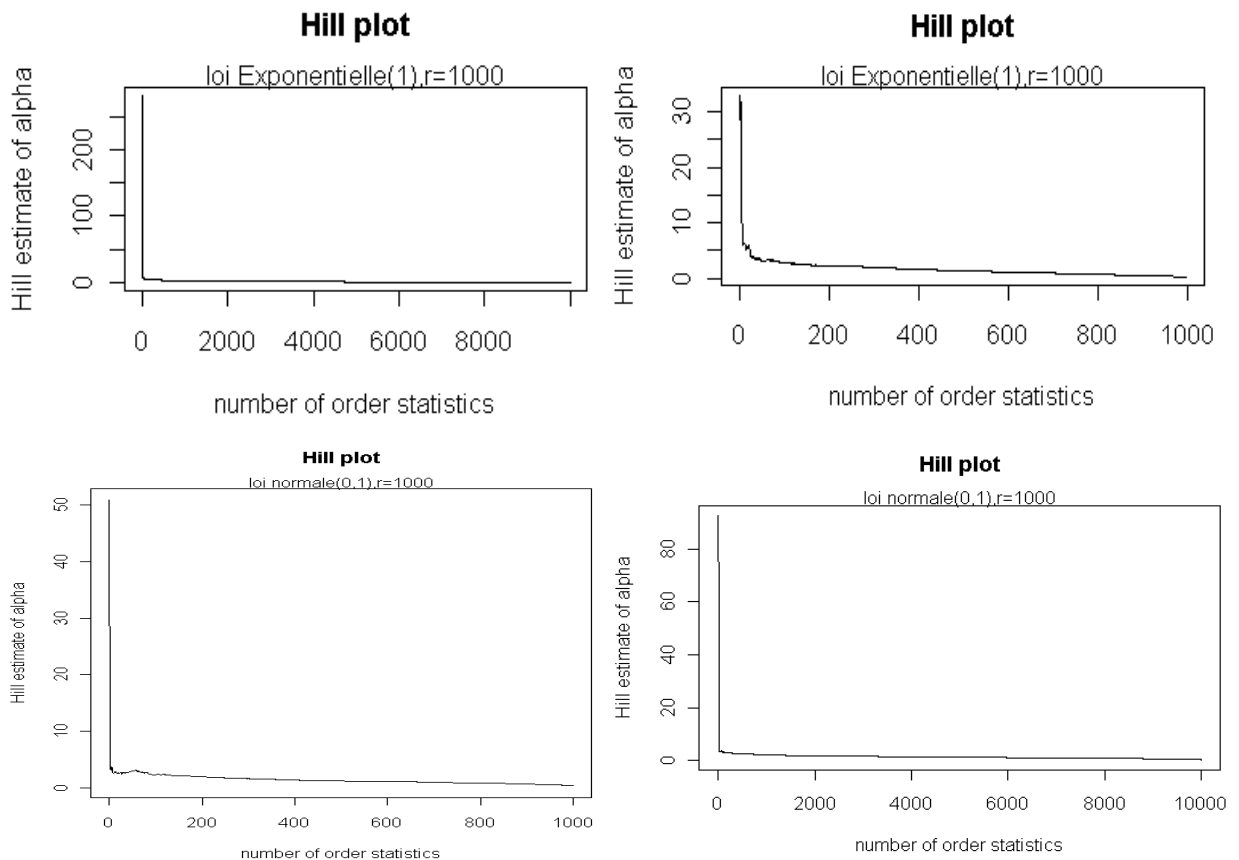 Hill plot
loi Exponentielle(1),r=1000
Hill estimate of alpha
0 100 200
0 2000 4000 6000 8000
number of order statistics
Hill plot
loi Exponentielle(1),r=1000
Hill estimate of alpha
0 10 20 30
0 200 400 600 800 1000
number of order statistics
Hill plot
loi normale(0,1),r=1000
Hill estimate of alpha
0 10 20 30 40 50
0 200 400 600 800 1000
number of order statistics
Hill plot
loi normale(0,1),r=1000
Hill estimate of alpha
0 20 40 60 80
0 2000 4000 6000 8000 10000
number of order statistics